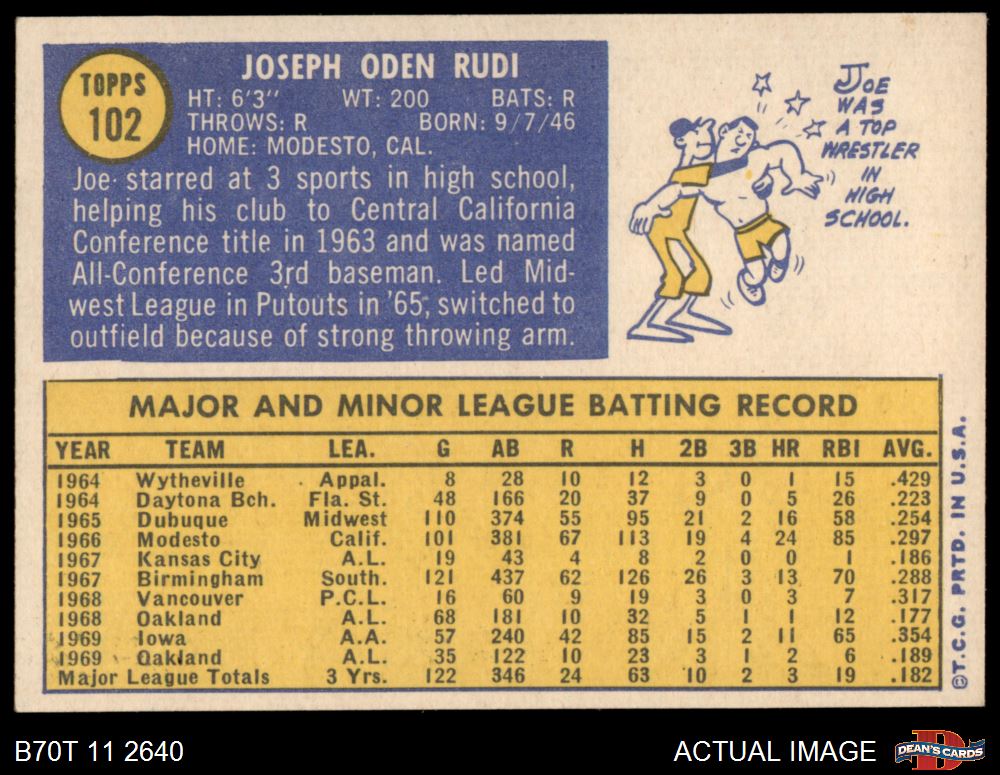 TOPPS
102
JOSEPH ODEN RUDI
HT: 6'3" WT: 200 BATS: R
THROWS: R BORN: 9/7/46
HOME: MODESTO, CAL.
Joe starred at 3 sports in high school,
helping his club to Central California
Conference title in 1963 and was named
All-Conference 3rd baseman. Led Mid-
west League in Putouts in '65, switched to
outfield because of strong throwing arm.
JOE
WAS
A TOP
WRESTLER
IN
HIGH
SCHOOL.
MAJOR AND MINOR LEAGUE BATTING RECORD
YEAR TEAM LEA. G AB R H 2B 3B HR RBI AVG.
1964 Wytheville Appal. 8 28 10 12 3 0 1 15 .429
1964 Daytona Bch. Fla. St. 48 166 20 37 9 0 5 26 .223
1965 Dubuque Midwest 110 374 55 95 21 2 16 58 .254
1966 Modesto Calif. 101 381 67 113 19 4 24 85 .297
1967 Kansas City A.L. 19 43 4 8 2 0 0 1 .186
1967 Birmingham South. 121 437 62 126 26 3 13 70 .288
1968 Vancouver P.C.L. 16 60 9 19 3 0 3 7 .317
1968 Oakland A.L. 68 181 10 32 5 1 1 12 .177
1969 Iowa A.A. 57 240 42 85 15 2 11 65 .354
1969 Oakland A.L. 35 122 10 23 3 1 2 6 .189
Major League Totals 3 Yrs. 122 346 24 63 10 2 3 19 .182
©T.C.G. PRTD. IN U.S.A.
B70T 11 2640
ACTUAL IMAGE
DEAN'S CARDS